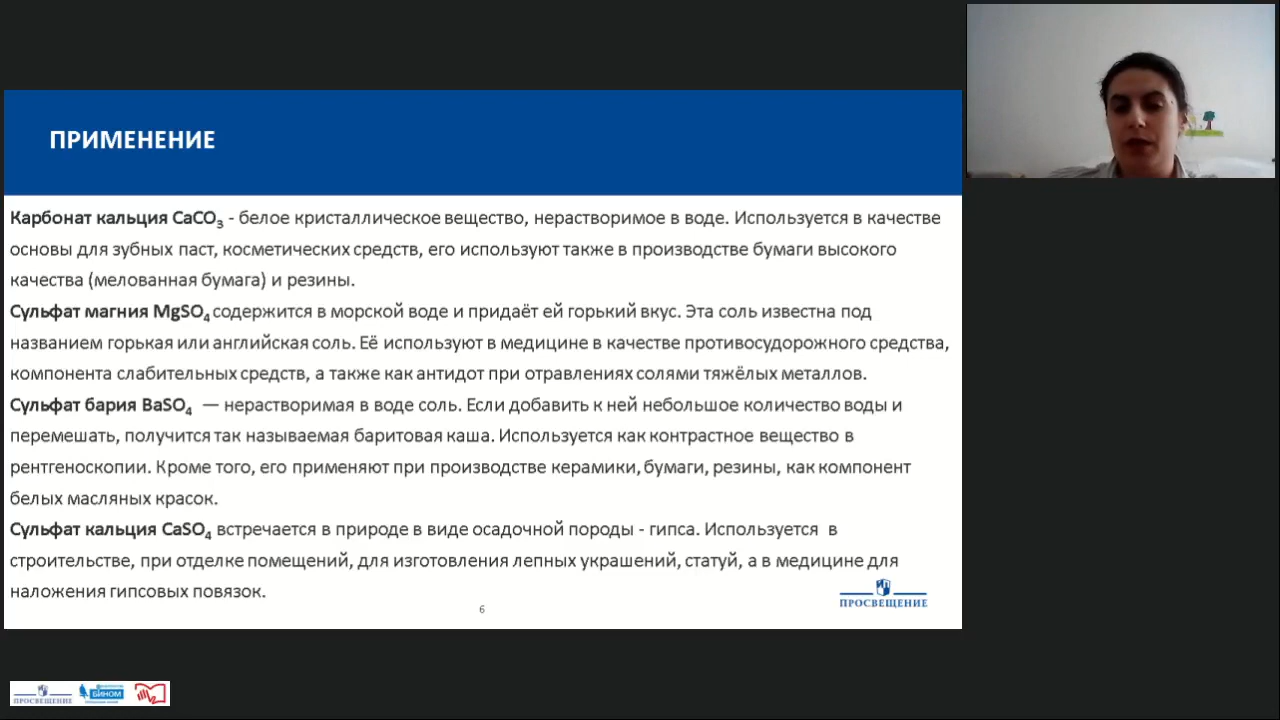 ПРИМЕНЕНИЕ
Карбонат кальция CaCO₃ - белое кристаллическое вещество, нерастворимое в воде. Используется в качестве
основы для зубных паст, косметических средств, его используют также в производстве бумаги высокого
качества (мелованная бумага) и резины.
Сульфат магния MgSO₄ содержится в морской воде и придаёт ей горький вкус. Эта соль известна под
названием горькая или английская соль. Её используют в медицине в качестве противосудорожного средства,
компонента слабительных средств, а также как антидот при отравлениях солями тяжёлых металлов.
Сульфат бария BaSO₄ — нерастворимая в воде соль. Если добавить к ней небольшое количество воды и
перемешать, получится так называемая баритовая каша. Используется как контрастное вещество в
рентгеноскопии. Кроме того, его применяют при производстве керамики, бумаги, резины, как компонент
белых масляных красок.
Сульфат кальция CaSO₄ встречается в природе в виде осадочной породы - гипса. Используется в
строительстве, при отделке помещений, для изготовления лепных украшений, статуй, а в медицине для
наложения гипсовых повязок.
6
ПРОСВЕЩЕНИЕ
ПРОСВЕЩЕНИЕ
БИНОМ